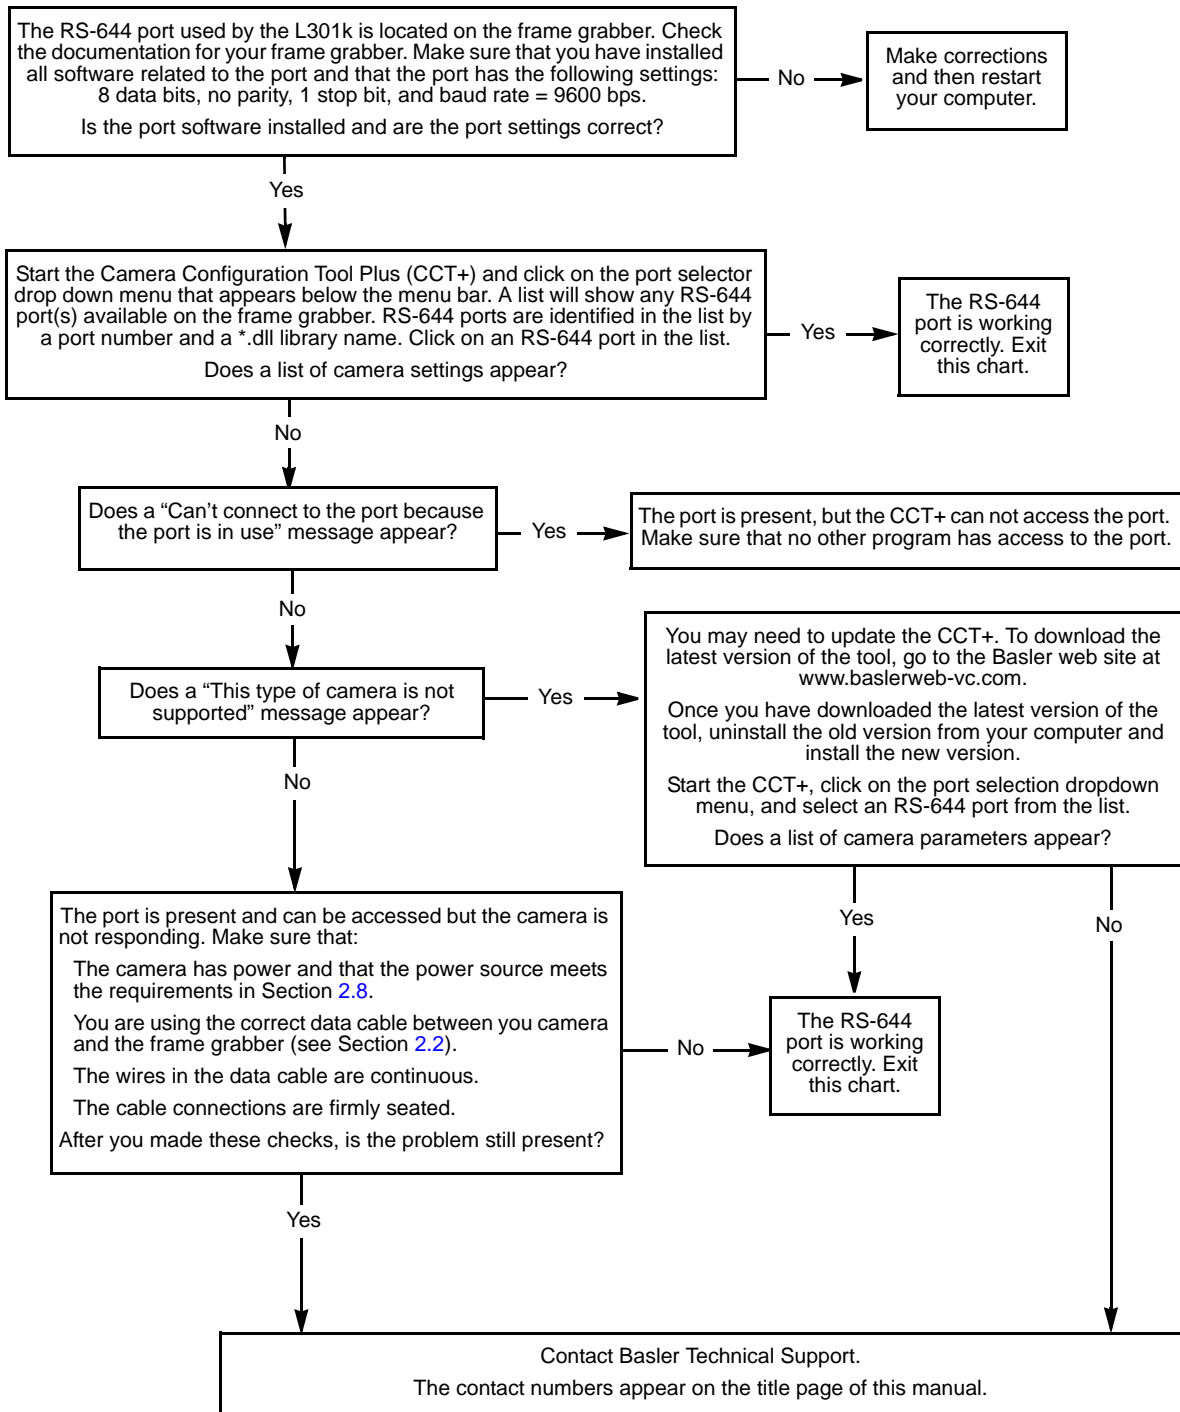 The RS-644 port used by the L301k is located on the frame grabber. Check
the documentation for your frame grabber. Make sure that you have installed
all software related to the port and that the port has the following settings:
8 data bits, no parity, 1 stop bit, and baud rate = 9600 bps.
Is the port software installed and are the port settings correct?
No
Make corrections
and then restart
your computer.
Yes
Start the Camera Configuration Tool Plus (CCT+) and click on the port selector
drop down menu that appears below the menu bar. A list will show any RS-644
port(s) available on the frame grabber. RS-644 ports are identified in the list by
a port number and a *.dll library name. Click on an RS-644 port in the list.
Does a list of camera settings appear?
Yes
The RS-644
port is working
correctly. Exit
this chart.
No
Does a “Can’t connect to the port because
the port is in use” message appear?
Yes
The port is present, but the CCT+ can not access the port.
Make sure that no other program has access to the port.
No
Does a “This type of camera is not
supported” message appear?
Yes
You may need to update the CCT+. To download the
latest version of the tool, go to the Basler web site at
www.baslerweb-vc.com.
Once you have downloaded the latest version of the
tool, uninstall the old version from your computer and
install the new version.
Start the CCT+, click on the port selection dropdown
menu, and select an RS-644 port from the list.
Does a list of camera parameters appear?
No
Yes
No
The port is present and can be accessed but the camera is
not responding. Make sure that:
The camera has power and that the power source meets
the requirements in Section 2.8.
You are using the correct data cable between you camera
and the frame grabber (see Section 2.2).
The wires in the data cable are continuous.
The cable connections are firmly seated.
After you made these checks, is the problem still present?
No
The RS-644
port is working
correctly. Exit
this chart.
Yes
Contact Basler Technical Support.
The contact numbers appear on the title page of this manual.